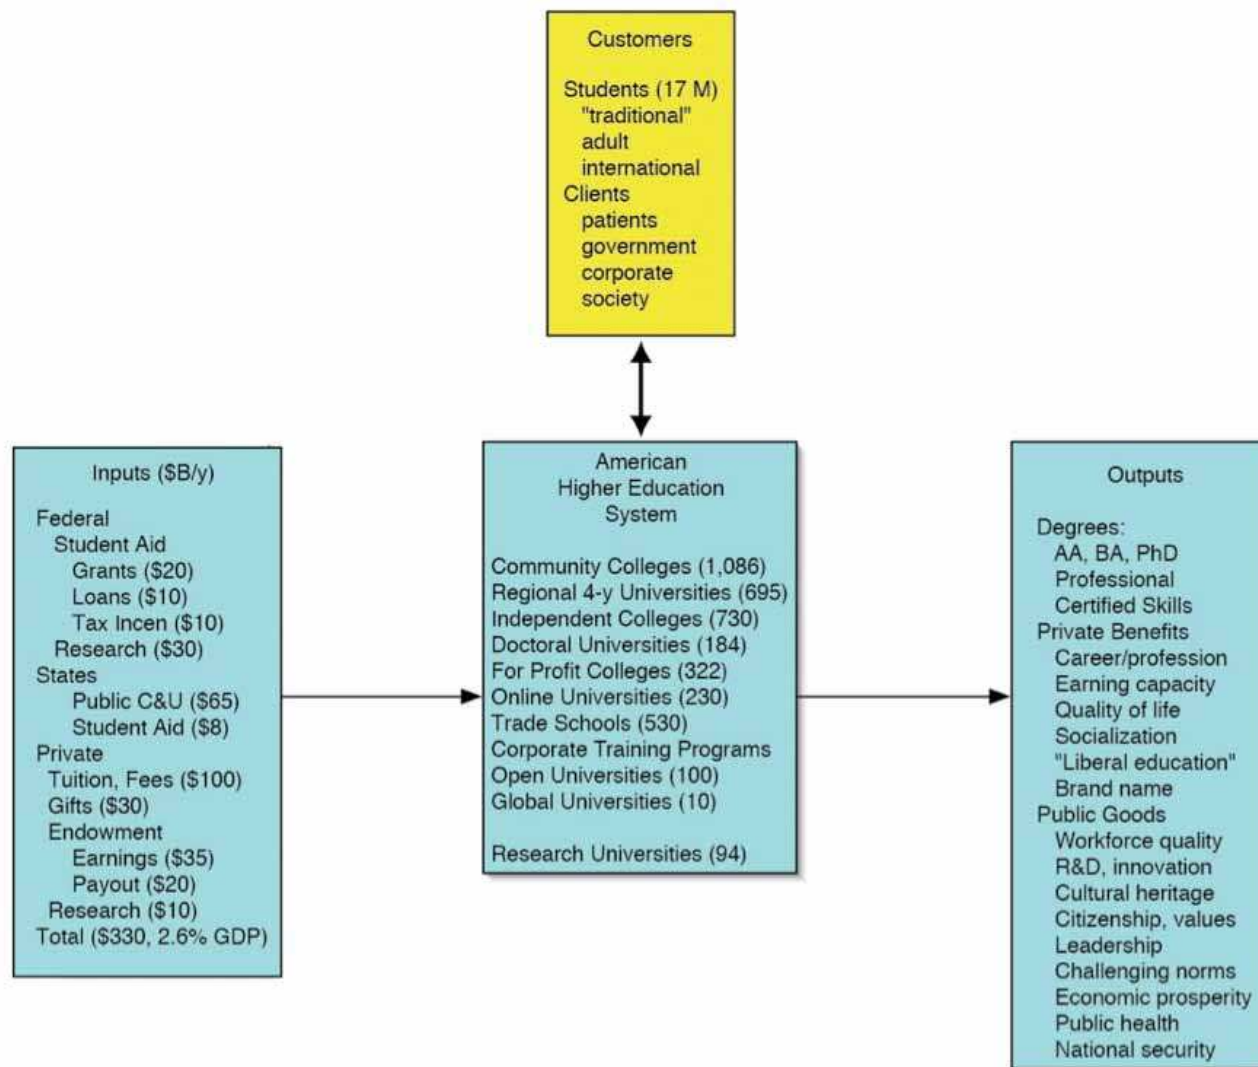 Customers
Students (17 M)
"traditional"
adult
international
Clients
patients
government
corporate
society
Inputs ($B/y)
Federal
Student Aid
Grants ($20)
Loans ($10)
Tax Incen ($10)
Research ($30)
States
Public C&U ($65)
Student Aid ($8)
Private
Tuition, Fees ($100)
Gifts ($30)
Endowment
Earnings ($35)
Payout ($20)
Research ($10)
Total ($330, 2.6% GDP)
American
Higher Education
System
Community Colleges (1,086)
Regional 4-y Universities (695)
Independent Colleges (730)
Doctoral Universities (184)
For Profit Colleges (322)
Online Universities (230)
Trade Schools (530)
Corporate Training Programs
Open Universities (100)
Global Universities (10)
Research Universities (94)
Outputs
Degrees:
AA, BA, PhD
Professional
Certified Skills
Private Benefits
Career/profession
Earning capacity
Quality of life
Socialization
"Liberal education"
Brand name
Public Goods
Workforce quality
R&D, innovation
Cultural heritage
Citizenship, values
Leadership
Challenging norms
Economic prosperity
Public health
National security